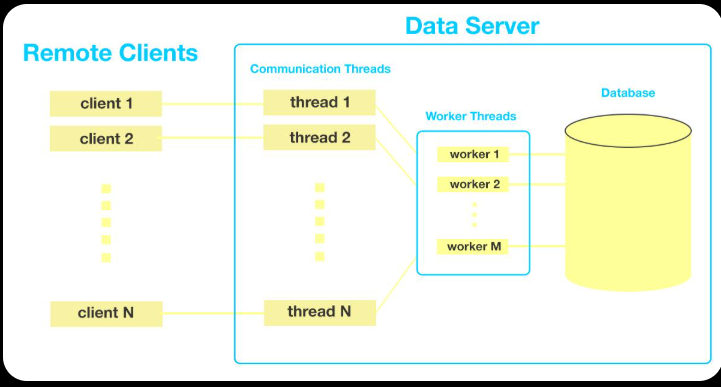 Data Server
Remote Clients
Communication Threads
Database
client 1
thread 1
Worker Threads
client 2
thread 2
worker 1
worker 2
worker M
client N
thread N